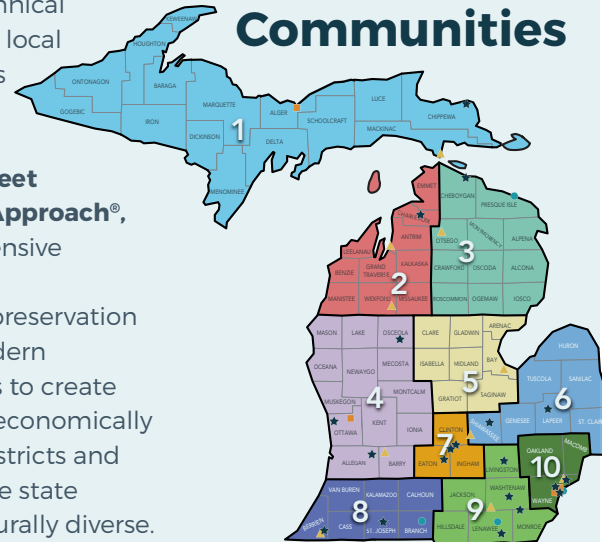 hnical
local
s
eet
Approach®,
ensive
preservation
dern
s to create
economically
stricts and
e state
urally diverse.
Communities
KEWEENAW
HOUGHTON
ONTONAGON
BARAGA
GOGEBIC
IRON
MARQUETTE
DICKINSON
1
MENOMINEE
ALGER
DELTA
SCHOOLCRAFT
LUCE
MACKINAC
CHIPPEWA
EMMET
CHARLEVOIX
ANTRIM
LEELANAU
BENZIE
GRAND
TRAVERSE
KALKASKA
2
MANISTEE
WEXFORD
MISSAUKEE
CHEBOYGAN
PRESQUE ISLE
OTSEGO
MONTMORENCY
ALPENA
3
CRAWFORD
OSCODA
ALCONA
ROSCOMMON
OGEMAW
IOSCO
MASON
LAKE
OSCEOLA
OCEANA
NEWAYGO
MECOSTA
MONTCALM
MUSKEGON
4
OTTAWA
KENT
IONIA
ALLEGAN
BARRY
CLARE
GLADWIN
ARENAC
ISABELLA
MIDLAND
BAY
5
GRATIOT
SAGINAW
HURON
TUSCOLA
SANILAC
6
GENESEE
LAPEER
ST. CLAIR
SHIAWASSEE
CLINTON
7
EATON
INGHAM
VAN BUREN
KALAMAZOO
CALHOUN
8
BERRIEN
CASS
ST. JOSEPH
BRANCH
LIVINGSTON
JACKSON
WASHTENAW
9
HILLSDALE
LENAWEE
MONROE
OAKLAND
MACOMB
10
WAYNE